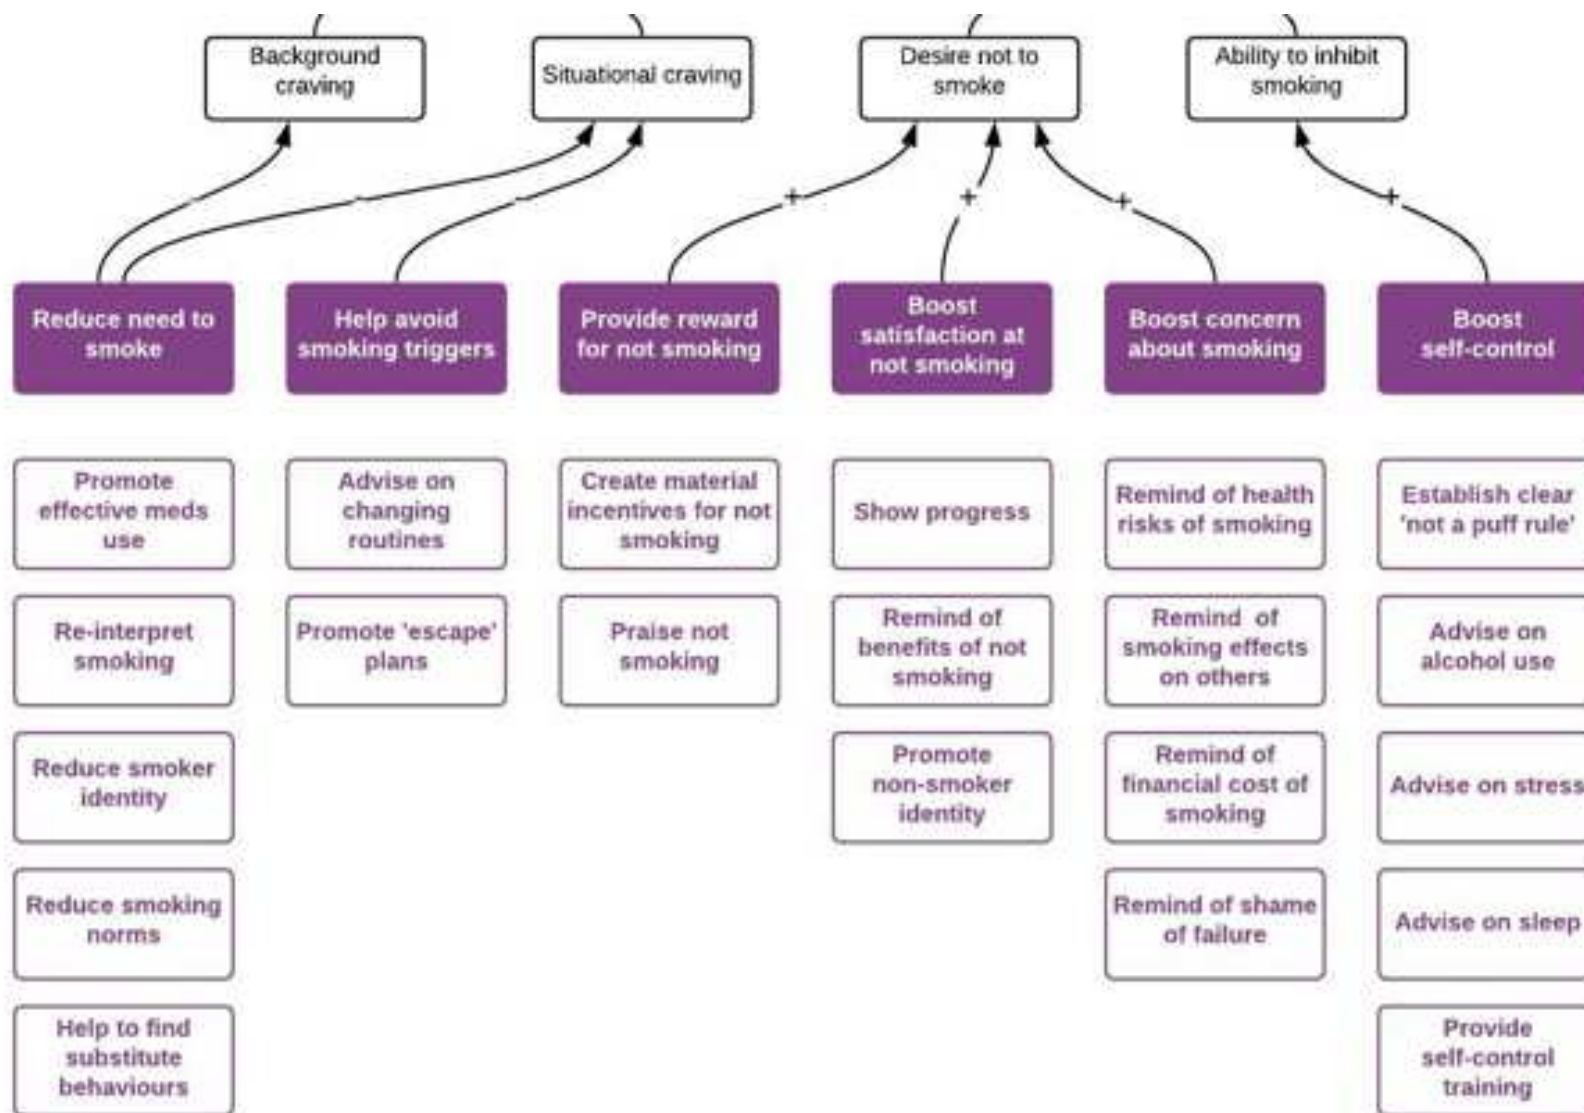 Background
craving
Situational craving
Desire not to
smoke
Ability to inhibit
smoking
-
-
-
+
+
+
+
Reduce need to
smoke
Help avoid
smoking triggers
Provide reward
for not smoking
Boost
satisfaction at
not smoking
Boost concern
about smoking
Boost
self-control
Promote
effective meds
use
Advise on
changing
routines
Create material
incentives for not
smoking
Show progress
Remind of health
risks of smoking
Establish clear
'not a puff rule'
Re-interpret
smoking
Promote 'escape'
plans
Praise not
smoking
Remind of
benefits of not
smoking
Remind of
smoking effects
on others
Advise on
alcohol use
Reduce smoker
identity
Promote
non-smoker
identity
Remind of
financial cost of
smoking
Advise on stress
Reduce smoking
norms
Remind of shame
of failure
Advise on sleep
Help to find
substitute
behaviours
Provide
self-control
training